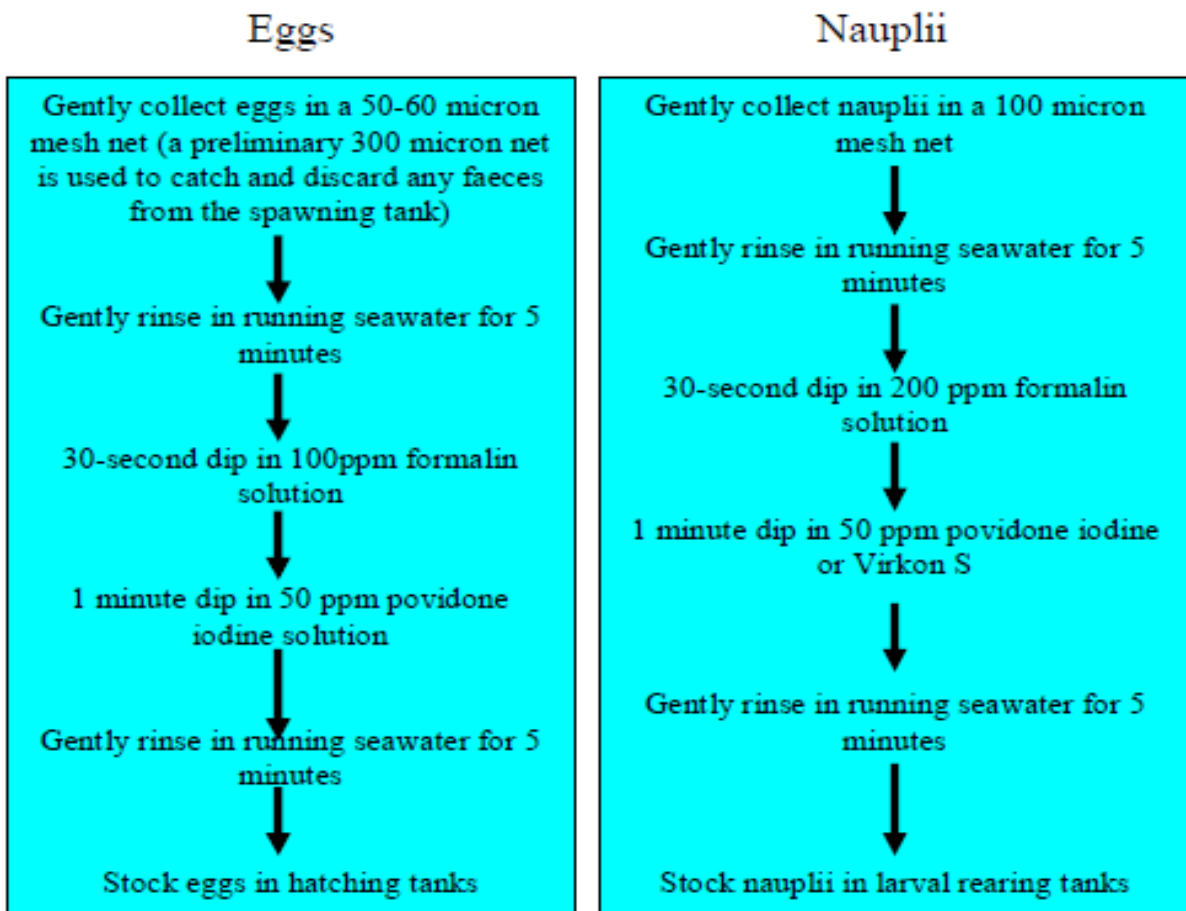 Eggs
Gently collect eggs in a 50-60 micron
mesh net (a preliminary 300 micron net
is used to catch and discard any faeces
from the spawning tank)
Gently rinse in running seawater for 5
minutes
30-second dip in 100ppm formalin
solution
1 minute dip in 50 ppm povidone
iodine solution
Gently rinse in running seawater for 5
minutes
Stock eggs in hatching tanks
Nauplii
Gently collect nauplii in a 100 micron
mesh net
Gently rinse in running seawater for 5
minutes
30-second dip in 200 ppm formalin
solution
1 minute dip in 50 ppm povidone iodine
or Virkon S
Gently rinse in running seawater for 5
minutes
Stock nauplii in larval rearing tanks